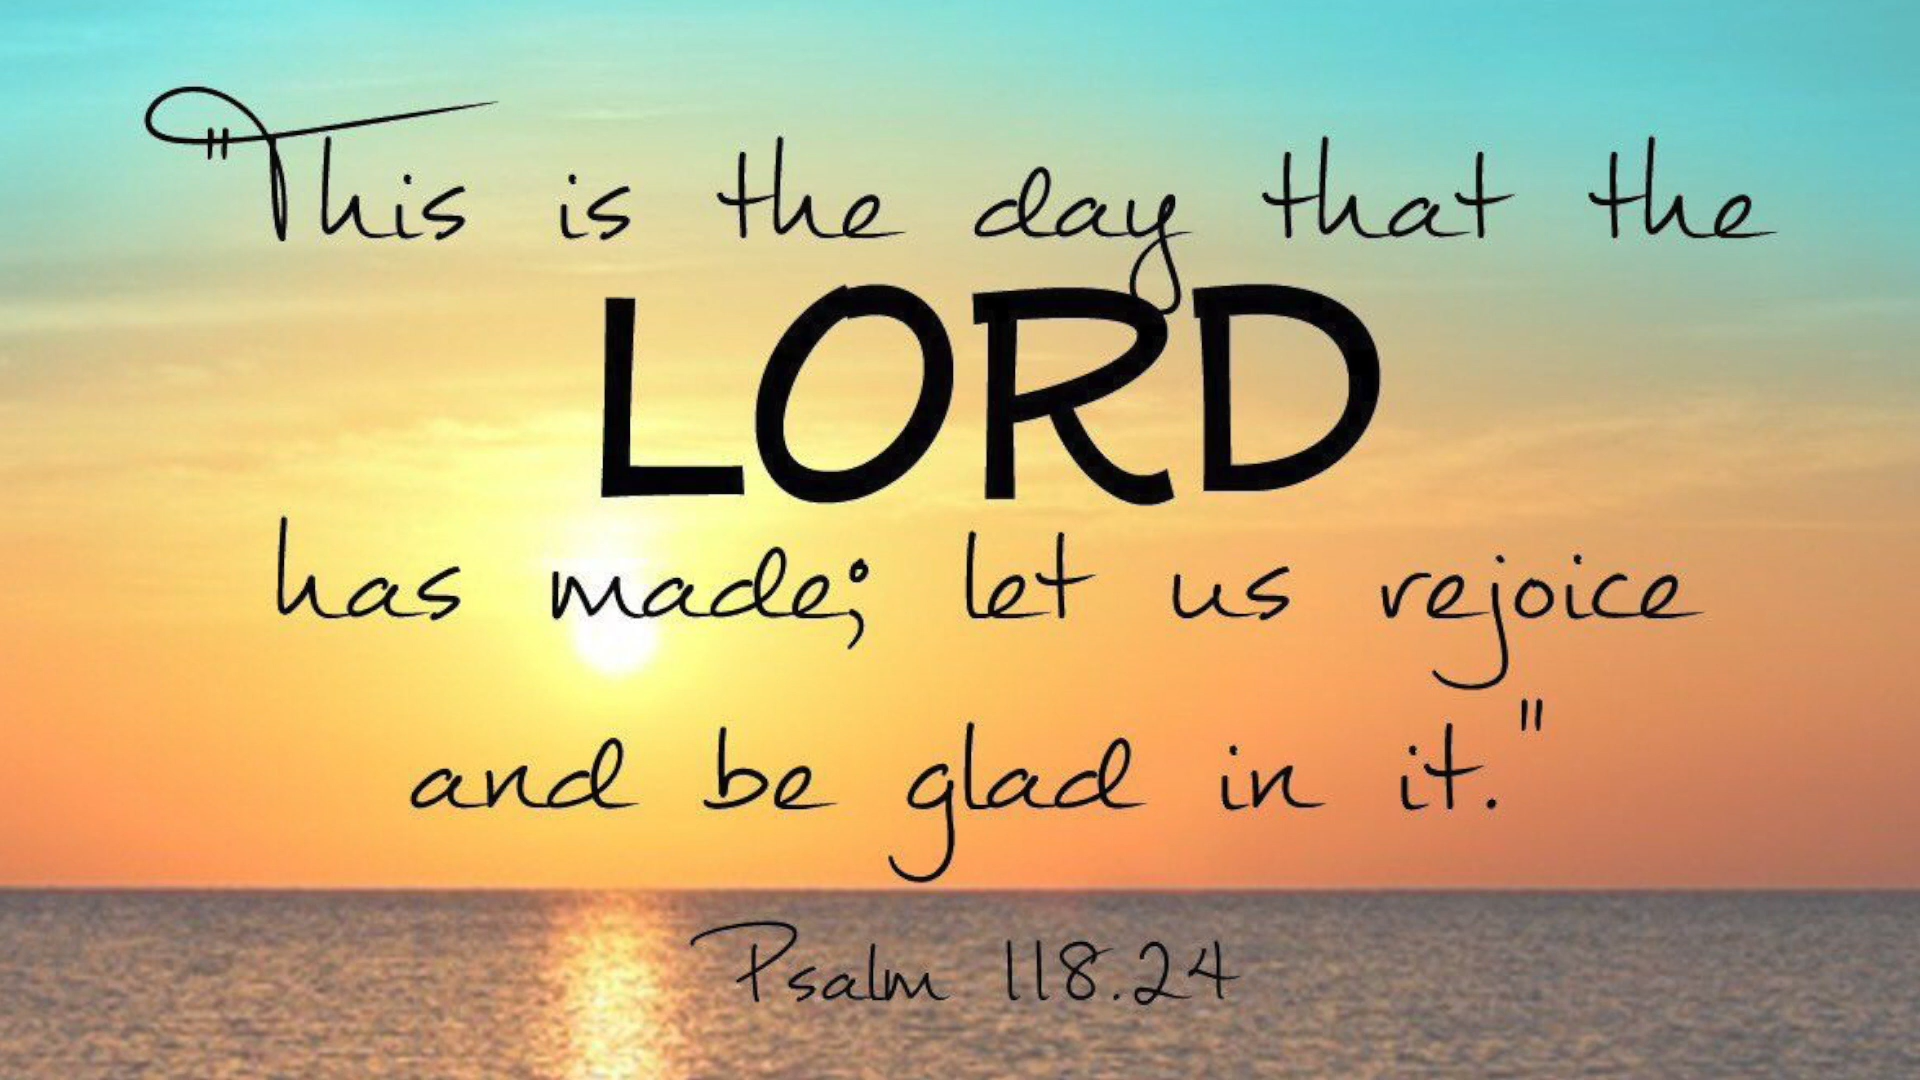 "This is the day that the
LORD
has made; let us rejoice
and be glad in it."
Psalm 118.24